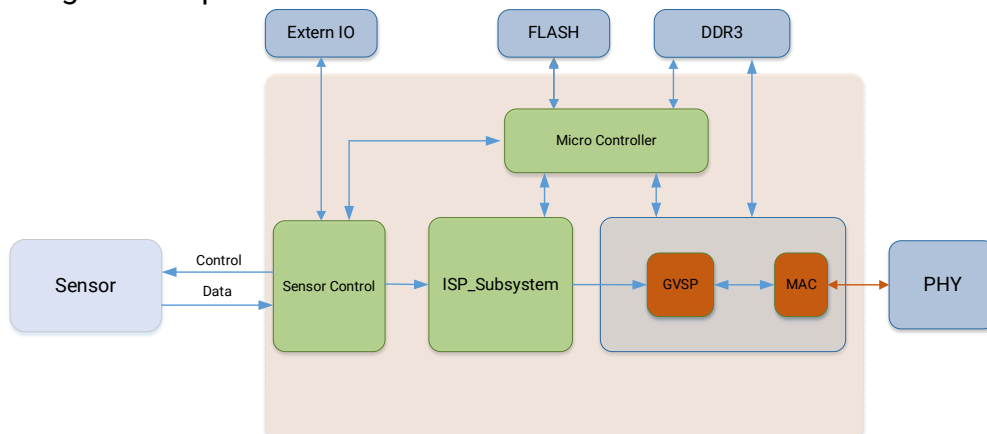 Extern IO
FLASH
DDR3
Micro Controller
Control
Data
Sensor
Sensor Control
ISP_Subsystem
GVSP
MAC
PHY